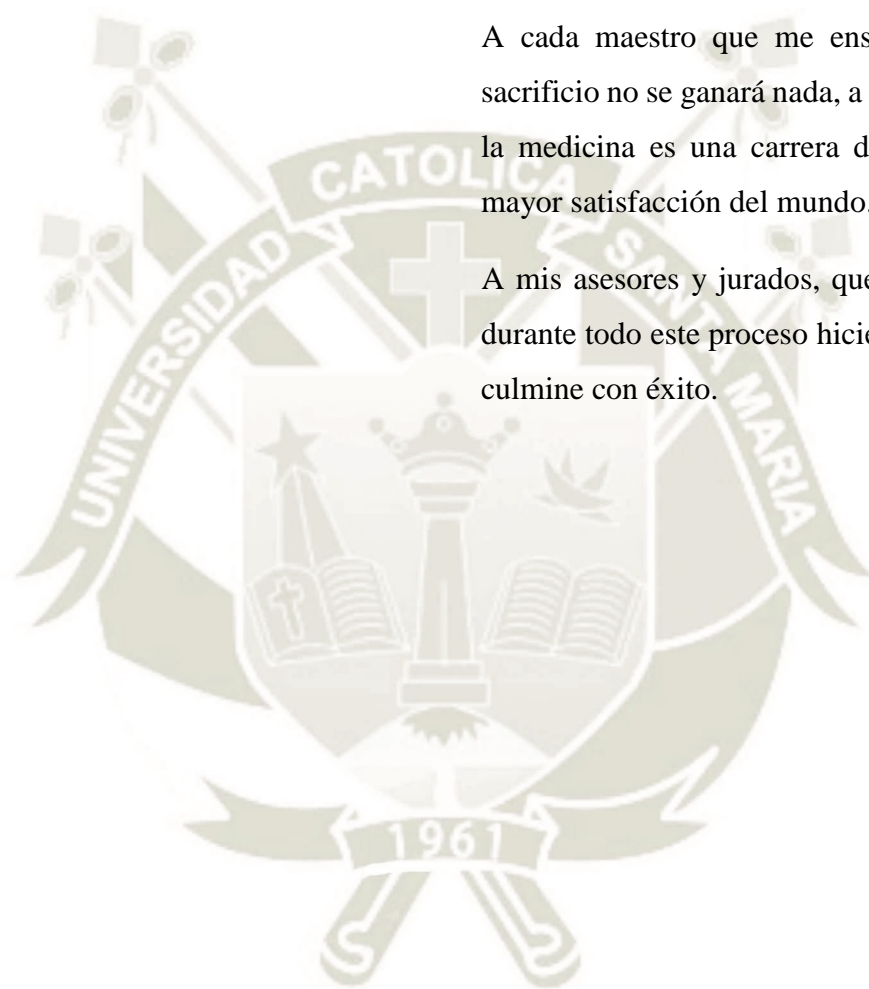 A cada maestro que me ens
sacrificio no se ganará nada, a
la medicina es una carrera d
mayor satisfacción del mundo.
A mis asesores y jurados, que
durante todo este proceso hicie
culmine con éxito.
UNIVERSIDAD CATOLICA SANTA MARIA
1961